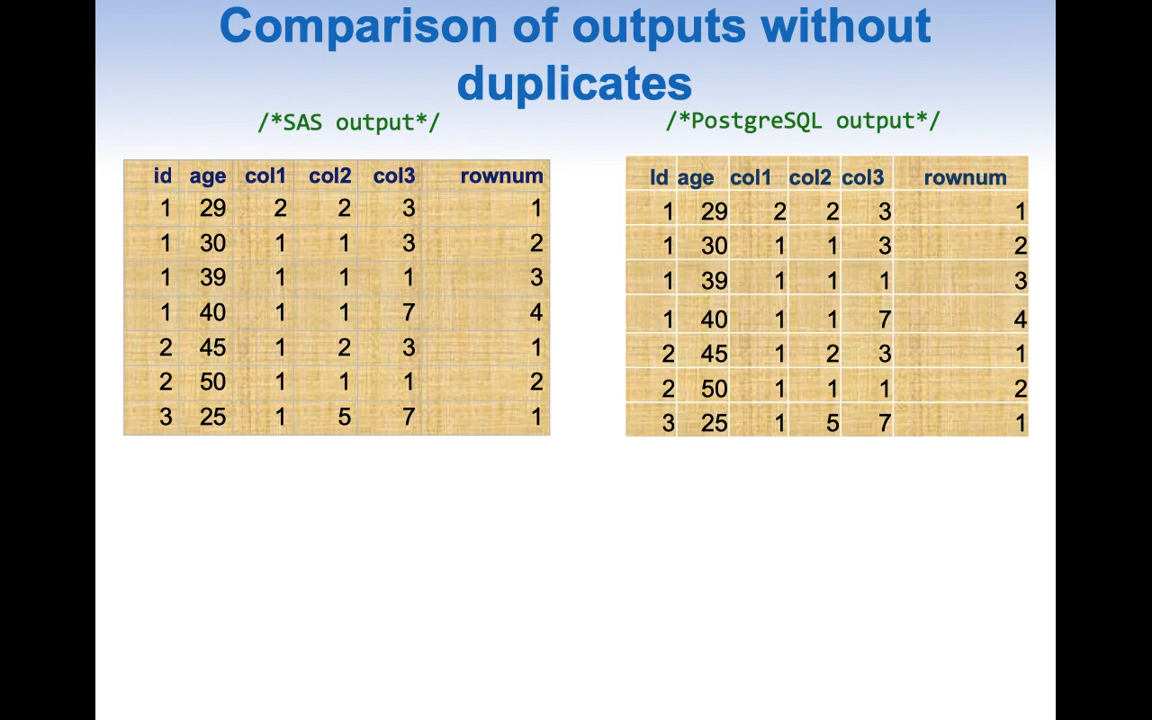 Comparison of outputs without
duplicates
/*SAS output*/
id age col1 col2 col3 rownum
1 29 2 2 3 1
1 30 1 1 3 2
1 39 1 1 1 3
1 40 1 1 7 4
2 45 1 2 3 1
2 50 1 1 1 2
3 25 1 5 7 1
/*PostgreSQL output*/
Id age col1 col2 col3 rownum
1 29 2 2 3 1
1 30 1 1 3 2
1 39 1 1 1 3
1 40 1 1 7 4
2 45 1 2 3 1
2 50 1 1 1 2
3 25 1 5 7 1